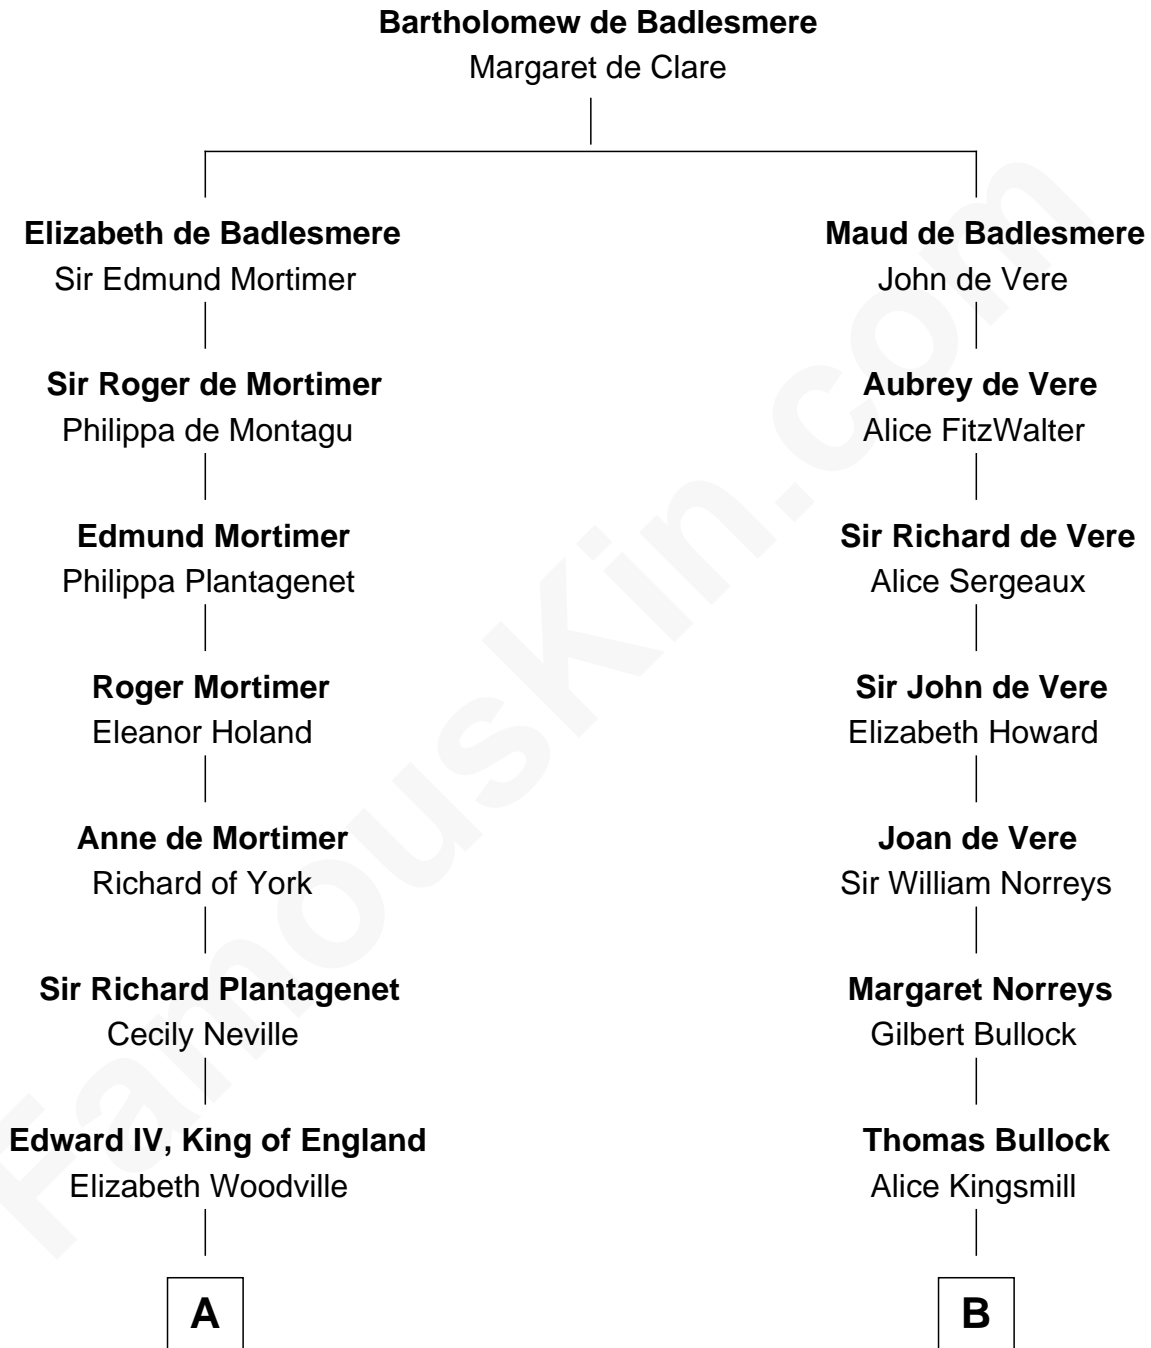 Bartholomew de Badlesmere
Margaret de Clare
Elizabeth de Badlesmere
Sir Edmund Mortimer
Maud de Badlesmere
John de Vere
Sir Roger de Mortimer
Philippa de Montagu
Aubrey de Vere
Alice FitzWalter
Edmund Mortimer
Philippa Plantagenet
Sir Richard de Vere
Alice Sergeaux
Roger Mortimer
Eleanor Holand
Sir John de Vere
Elizabeth Howard
Anne de Mortimer
Richard of York
Joan de Vere
Sir William Norreys
Sir Richard Plantagenet
Cecily Neville
Margaret Norreys
Gilbert Bullock
Edward IV, King of England
Elizabeth Woodville
Thomas Bullock
Alice Kingsmill
A
B
FamousKin.com